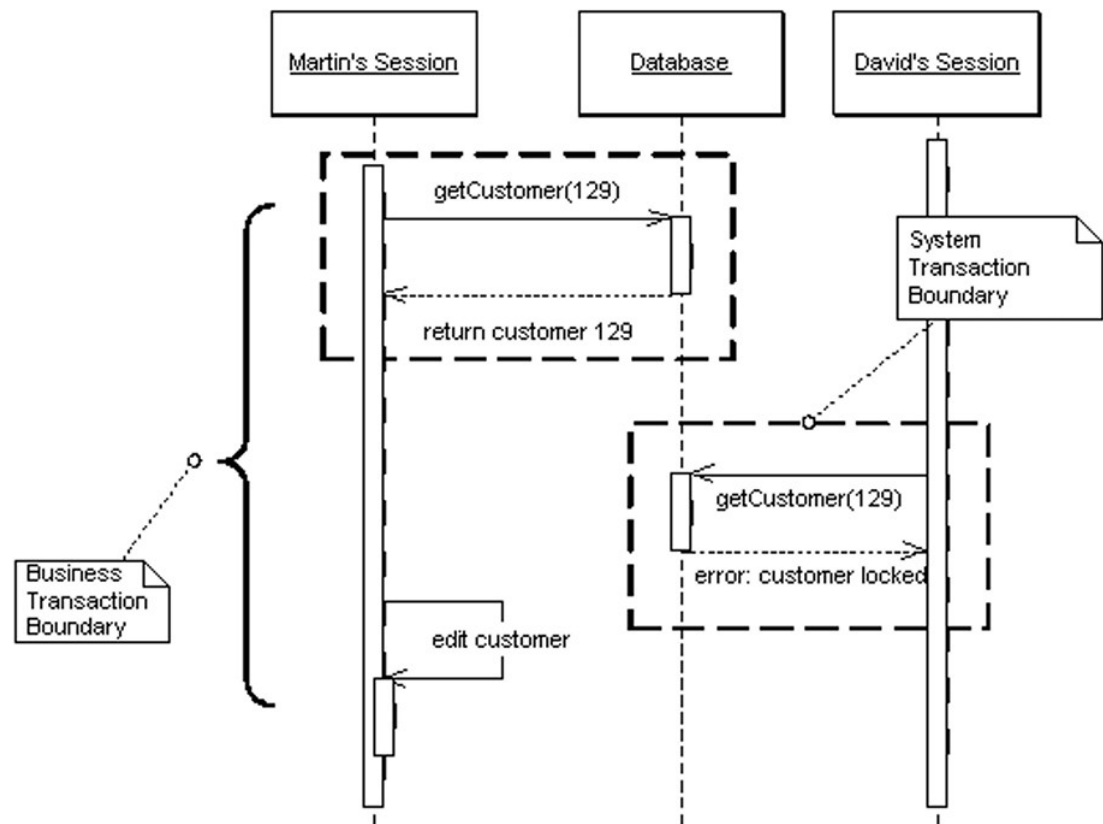 Martin's Session
Database
David's Session
getCustomer(129)
return customer 129
System
Transaction
Boundary
getCustomer(129)
error: customer locked
Business
Transaction
Boundary
edit customer